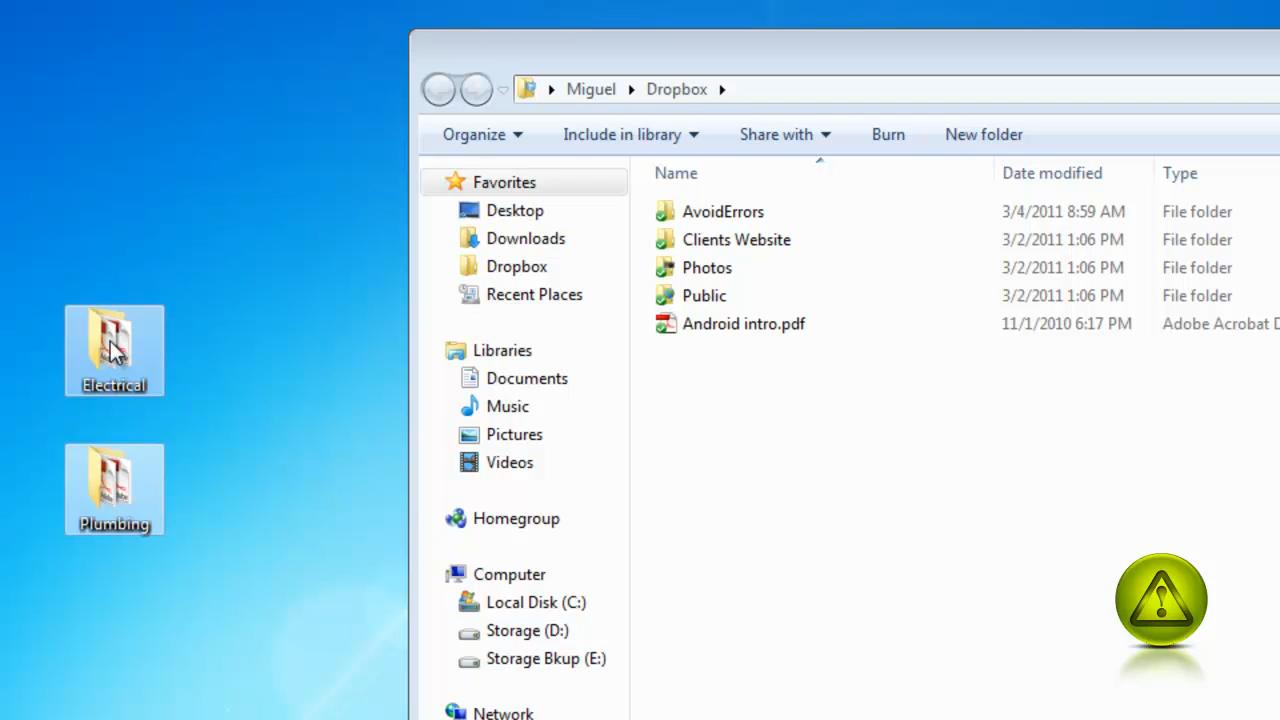 Miguel Dropbox
Organize Include in library Share with Burn New folder
Name Date modified Type
Favorites
Desktop
Downloads
Dropbox
Recent Places
Libraries
Documents
Music
Pictures
Videos
Homegroup
Computer
Local Disk (C:)
Storage (D:)
Storage Bkup (E:)
Network
AvoidErrors 3/4/2011 8:59 AM File folder
Clients Website 3/2/2011 1:06 PM File folder
Photos 3/2/2011 1:06 PM File folder
Public 3/2/2011 1:06 PM File folder
Android intro.pdf 11/1/2010 6:17 PM Adobe Acrobat D
Electrical
Plumbing